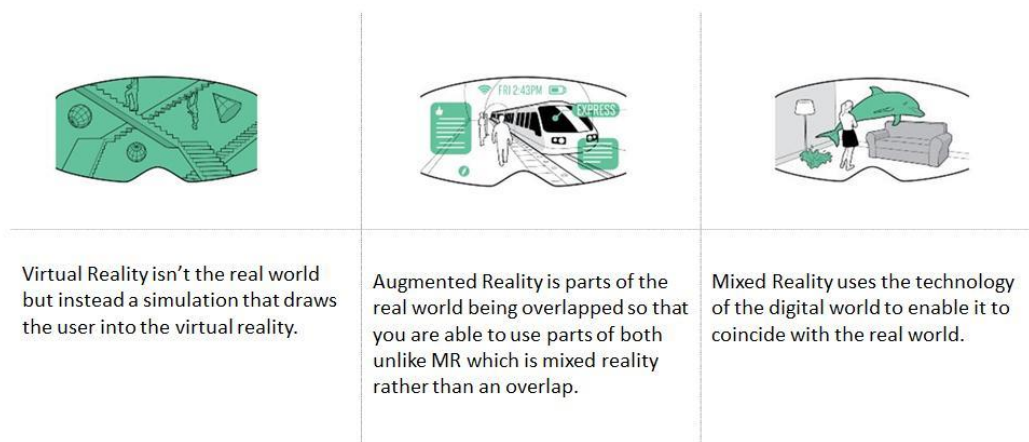 FRI 2:43PM
EXPRESS
Virtual Reality isn't the real world
but instead a simulation that draws
the user into the virtual reality.
Augmented Reality is parts of the
real world being overlapped so that
you are able to use parts of both
unlike MR which is mixed reality
rather than an overlap.
Mixed Reality uses the technology
of the digital world to enable it to
coincide with the real world.